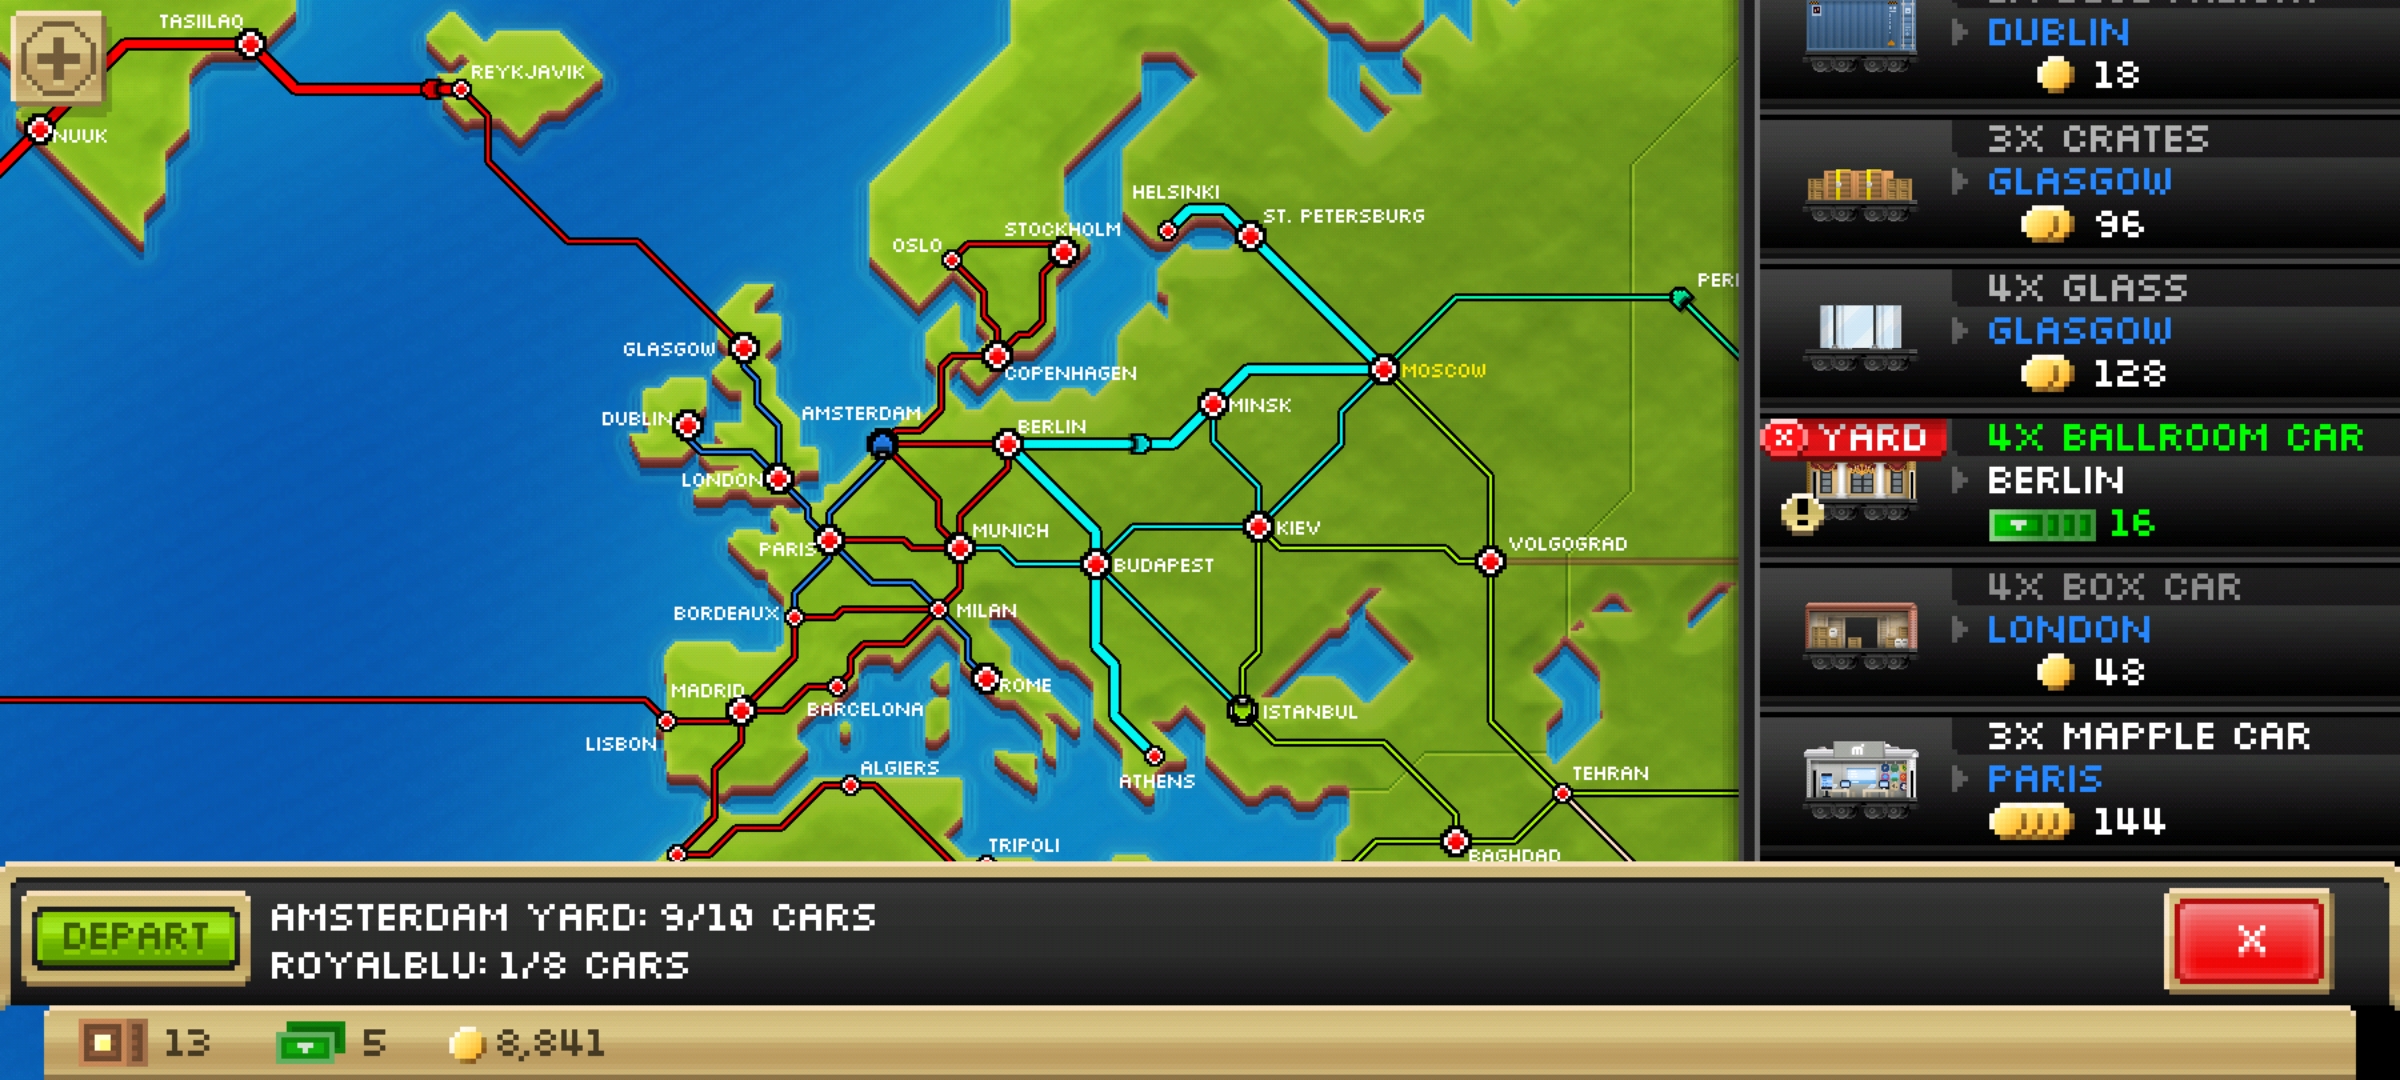 TASIILAQ
REYKJAVIK
NUUK
HELSINKI
ST. PETERSBURG
STOCKHOLM
OSLO
GLASGOW
COPENHAGEN
MOSCOW
DUBLIN
AMSTERDAM
BERLIN
MINSK
LONDON
PARIS
MUNICH
KIEV
BUDAPEST
VOLGOGRAD
BORDEAUX
MILAN
MADRID
ROME
BARCELONA
ISTANBUL
LISBON
ALGIERS
ATHENS
TEHRAN
TRIPOLI
BAGHDAD
DUBLIN
18
3X CRATES
GLASGOW
96
4X GLASS
GLASGOW
128
YARD
4X BALLROOM CAR
BERLIN
16
4X BOX CAR
LONDON
48
3X MAPPLE CAR
PARIS
144
DEPART
AMSTERDAM YARD: 9/10 CARS
ROYALBLU: 1/8 CARS
X
13
5
8,841